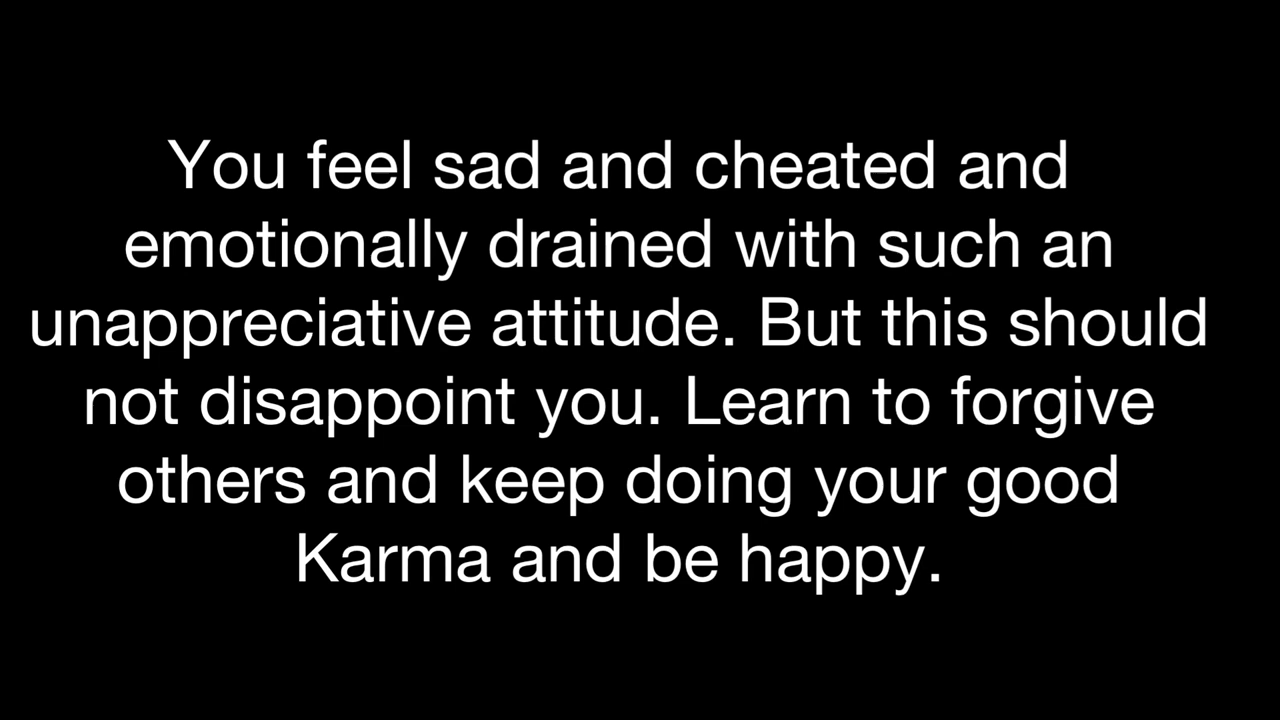 You feel sad and cheated and
emotionally drained with such an
unappreciative attitude. But this should
not disappoint you. Learn to forgive
others and keep doing your good
Karma and be happy.